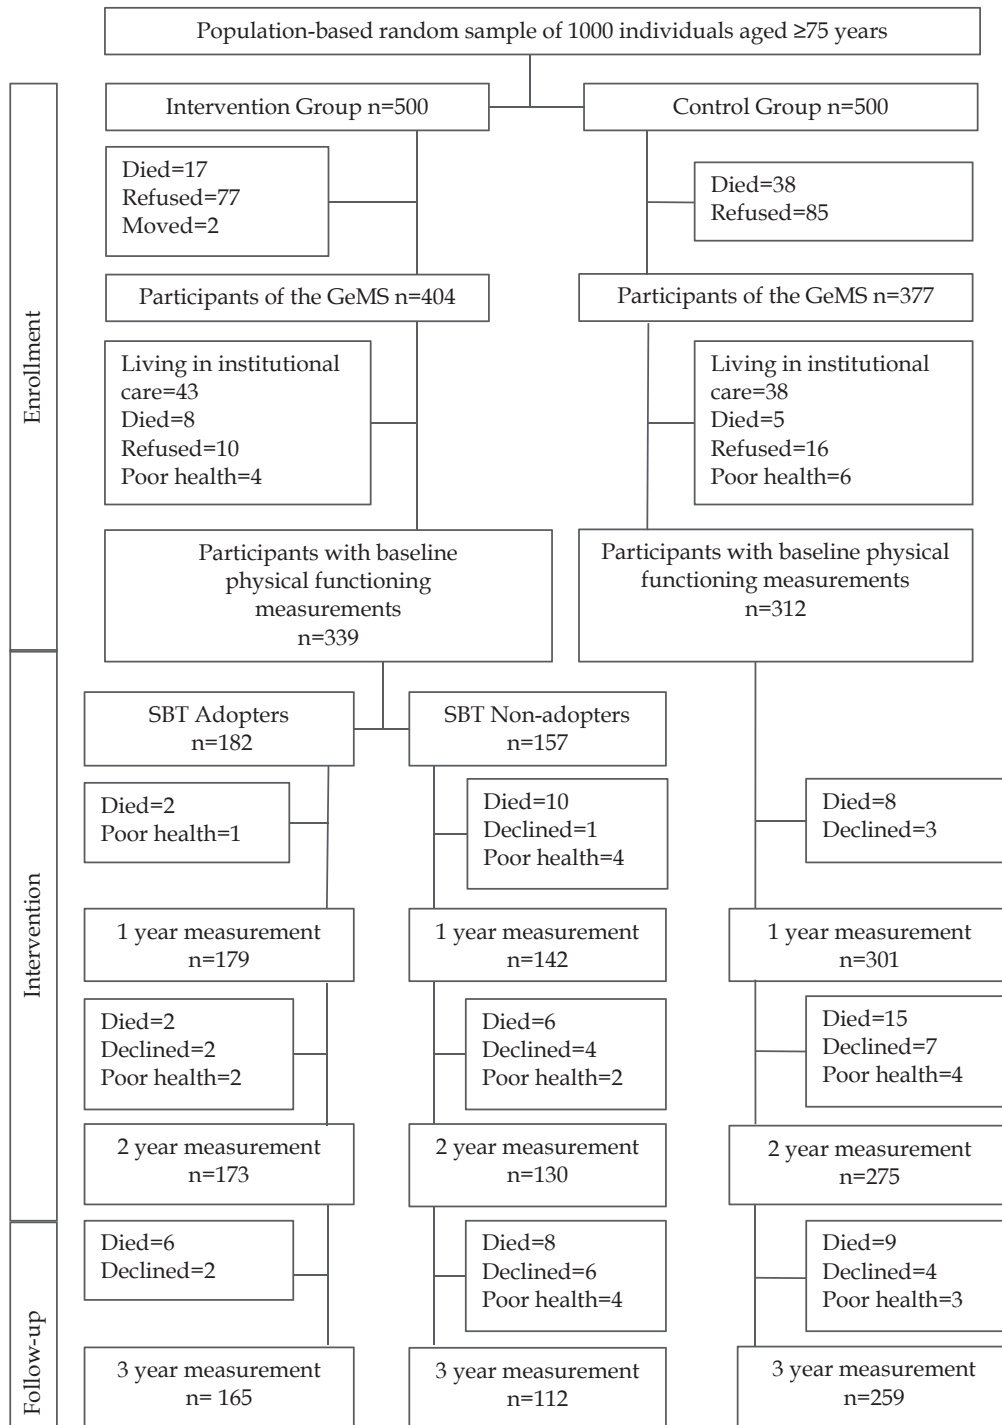 Population-based random sample of 1000 individuals aged ≥75 years
Intervention Group n=500
Control Group n=500
Died=17
Refused=77
Moved=2
Died=38
Refused=85
Participants of the GeMS n=404
Participants of the GeMS n=377
Enrollment
Living in institutional
care=43
Died=8
Refused=10
Poor health=4
Living in institutional
care=38
Died=5
Refused=16
Poor health=6
Participants with baseline
physical functioning
measurements
n=339
Participants with baseline physical
functioning measurements
n=312
Intervention
SBT Adopters
n=182
SBT Non-adopters
n=157
Died=2
Poor health=1
Died=10
Declined=1
Poor health=4
Died=8
Declined=3
1 year measurement
n=179
1 year measurement
n=142
1 year measurement
n=301
Died=2
Declined=2
Poor health=2
Died=6
Declined=4
Poor health=2
Died=15
Declined=7
Poor health=4
2 year measurement
n=173
2 year measurement
n=130
2 year measurement
n=275
Follow-up
Died=6
Declined=2
Died=8
Declined=6
Poor health=4
Died=9
Declined=4
Poor health=3
3 year measurement
n= 165
3 year measurement
n=112
3 year measurement
n=259